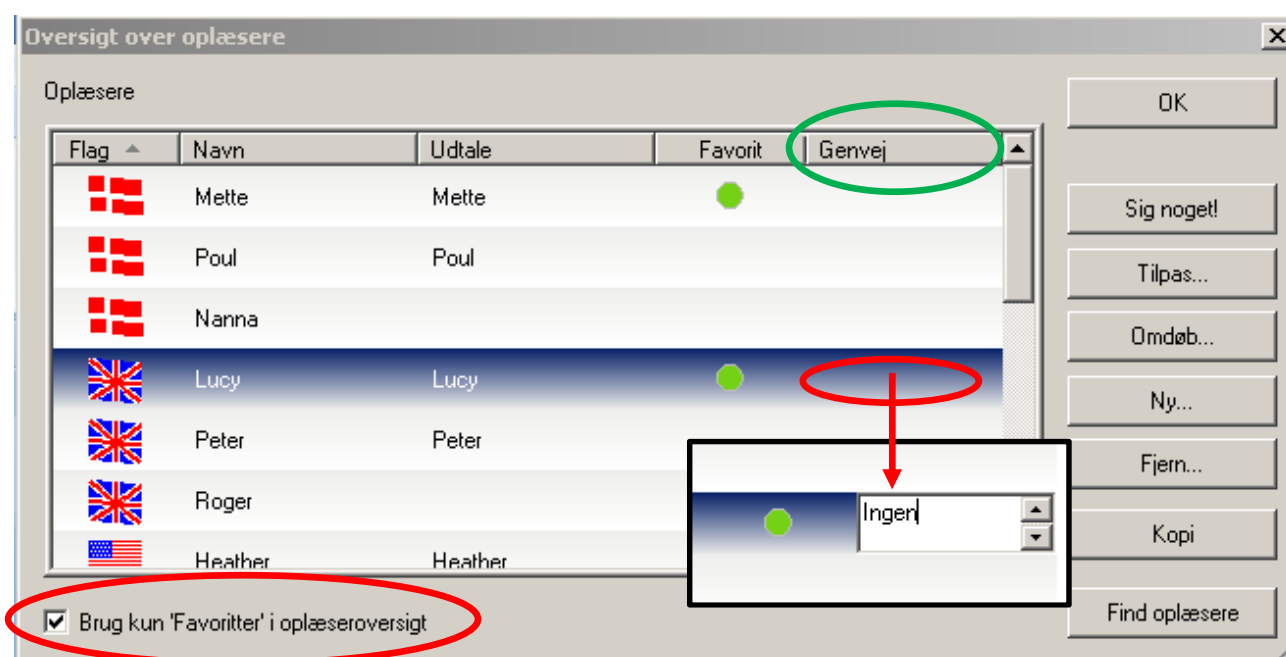 Oversigt over oplæsere
Oplæsere
OK
Flag Navn Udtale Favorit Genvej
Mette Mette
Sig noget!
Poul Poul
Tilpas...
Nanna
Omdøb...
Lucy Lucy
Ny...
Peter Peter
Fjern...
Roger
Ingen
Kopi
Heather Heather
Find oplæsere
Brug kun 'Favoritter' i oplæseroversigt